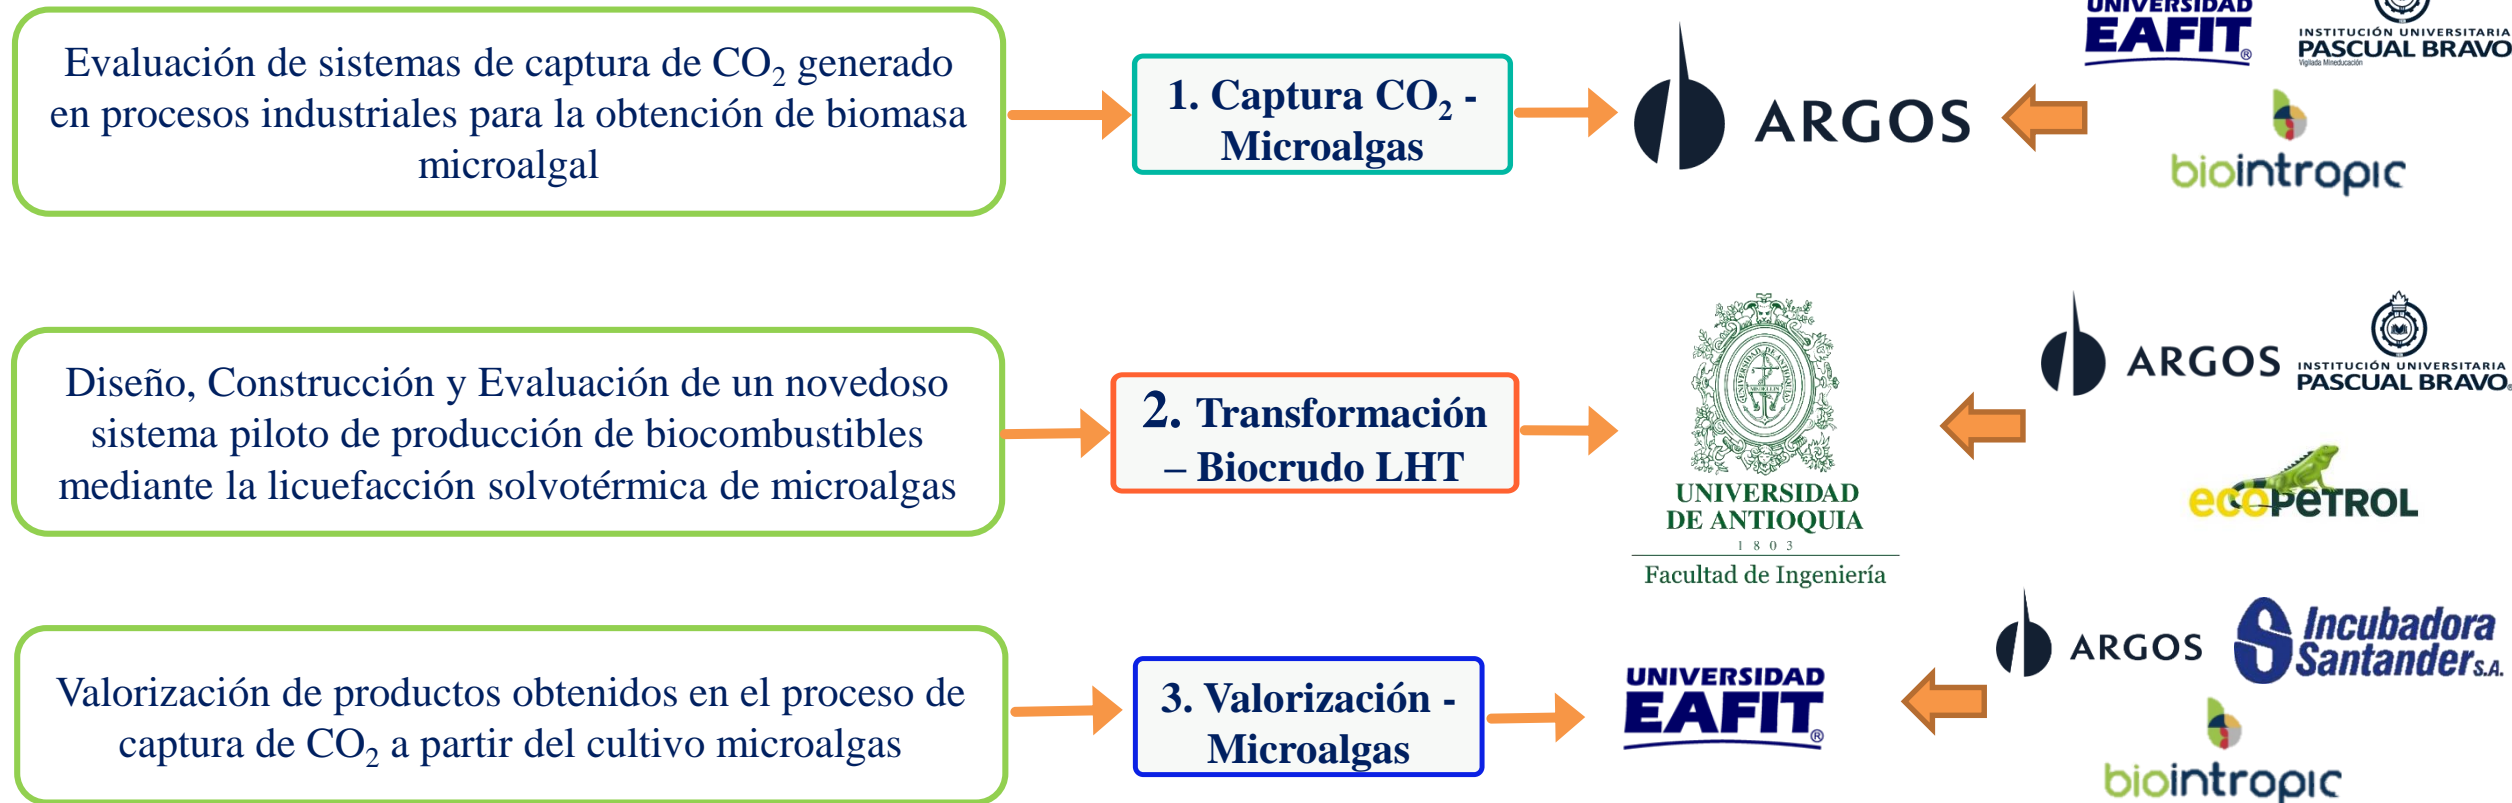 Evaluación de sistemas de captura de CO₂ generado
en procesos industriales para la obtención de biomasa
microalgal
1. Captura CO₂ -
Microalgas
ARGOS
UNIVERSIDAD
EAFIT
®
INSTITUCIÓN UNIVERSITARIA
PASCUAL BRAVO
Vigilada Mineducación
biointropic
Diseño, Construcción y Evaluación de un novedoso
sistema piloto de producción de biocombustibles
mediante la licuefacción solvotérmica de microalgas
2. Transformación
– Biocrudo LHT
UNIVERSIDAD
DE ANTIOQUIA
1 8 0 3
Facultad de Ingeniería
ARGOS
INSTITUCIÓN UNIVERSITARIA
PASCUAL BRAVO®
ecoPETROL
Valorización de productos obtenidos en el proceso de
captura de CO₂ a partir del cultivo microalgas
3. Valorización -
Microalgas
UNIVERSIDAD
EAFIT
®
ARGOS
Incubadora
Santander S.A.
biointropic